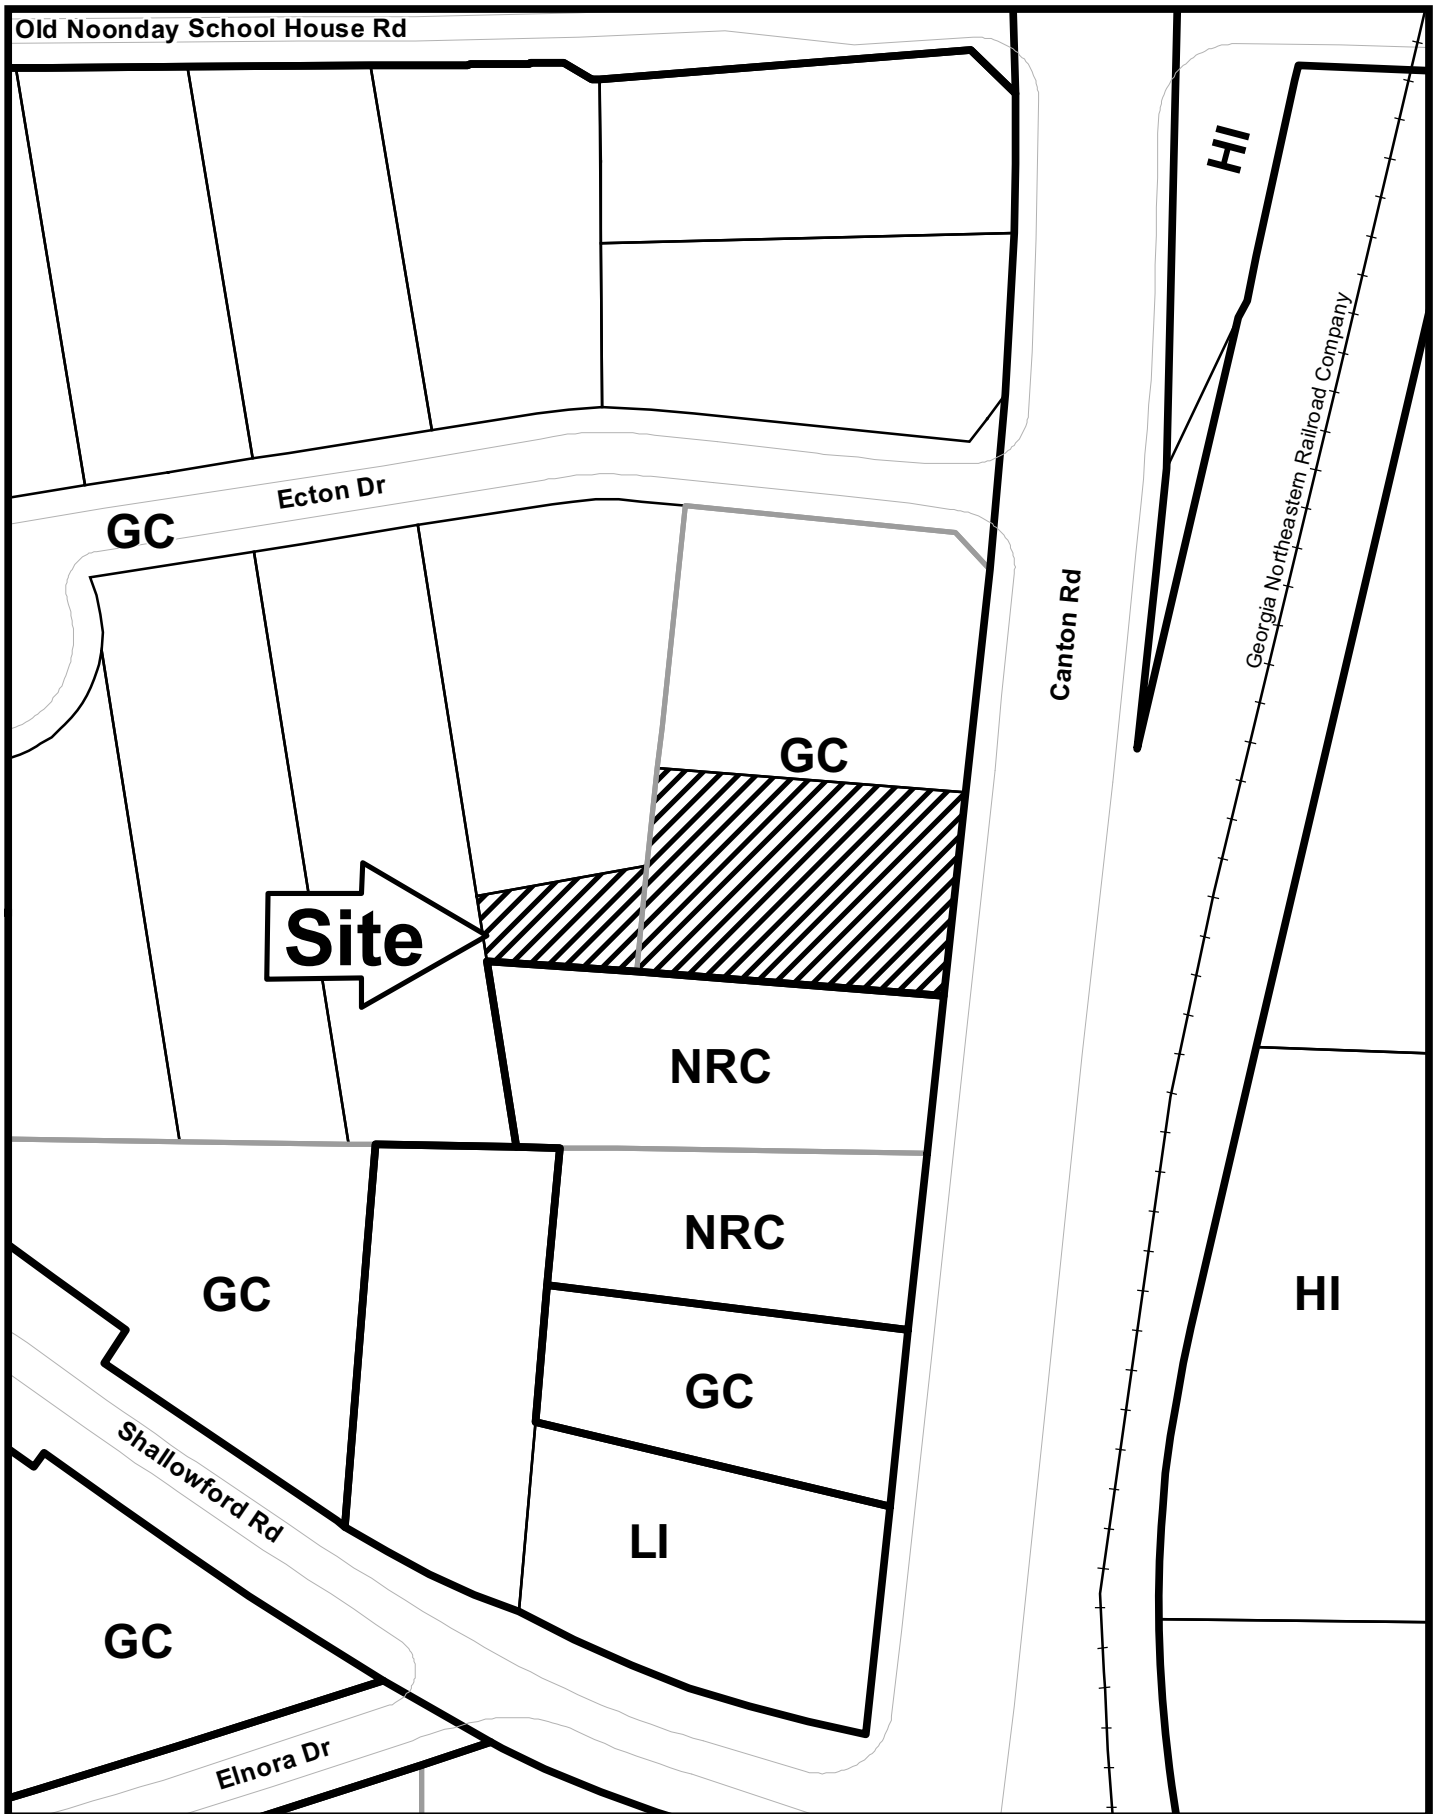 Old Noonday School House Rd
HI
Georgia Northeastern Railroad Company
Ecton Dr
GC
Canton Rd
GC
Site
NRC
NRC
GC
HI
GC
Shallowford Rd
LI
GC
Elnora Dr